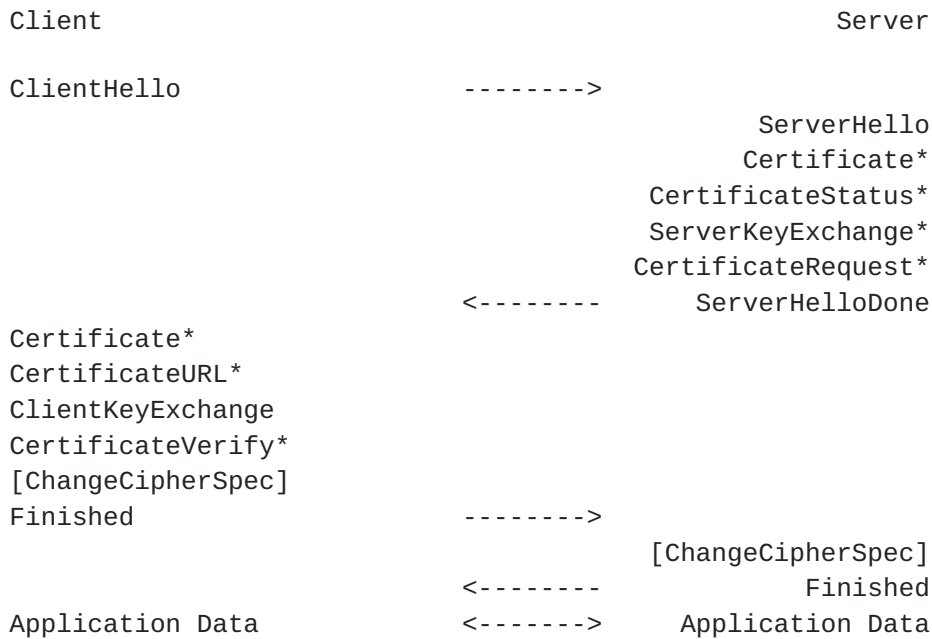 Client                                               Server

ClientHello                  -------->
                                                ServerHello
                                               Certificate*
                                         CertificateStatus*
                                         ServerKeyExchange*
                                        CertificateRequest*
                             <--------      ServerHelloDone
Certificate*
CertificateURL*
ClientKeyExchange
CertificateVerify*
[ChangeCipherSpec]
Finished                     -------->
                                         [ChangeCipherSpec]
                             <--------             Finished
Application Data             <------->     Application Data